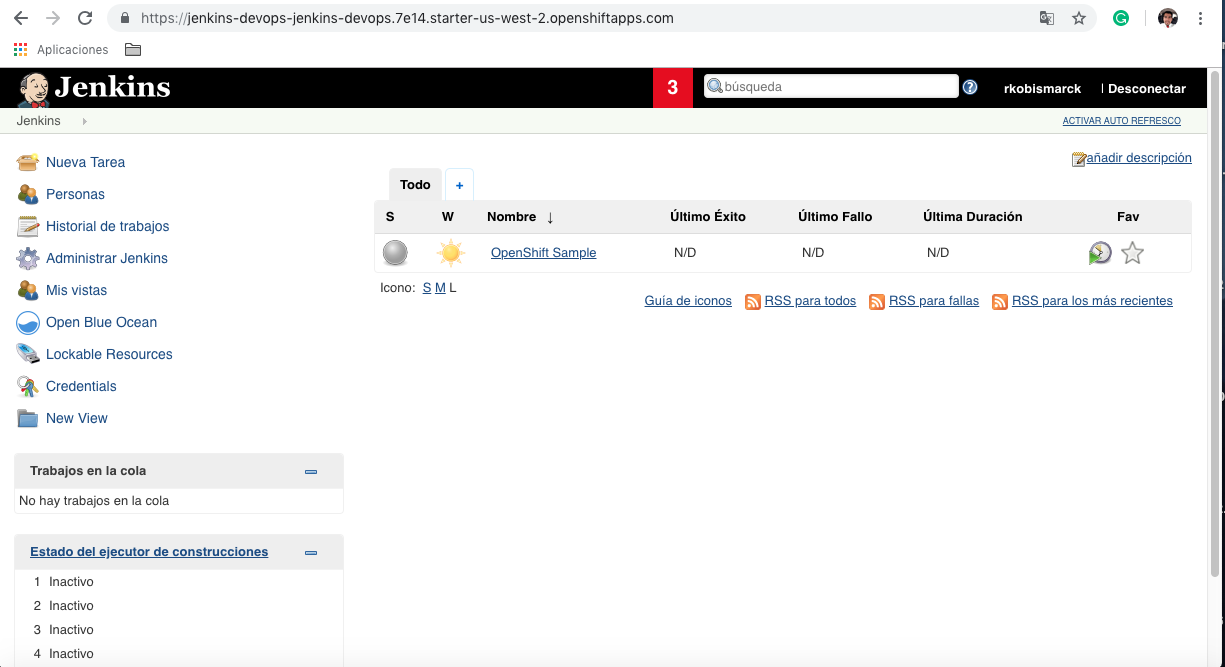 https://jenkins-devops-jenkins-devops.7e14.starter-us-west-2.openshiftapps.com
Aplicaciones
Jenkins
3
búsqueda
rkobismarck
| Desconectar
Jenkins
ACTIVAR AUTO REFRESCO
Nueva Tarea
Personas
Historial de trabajos
Administrar Jenkins
Mis vistas
Open Blue Ocean
Lockable Resources
Credentials
New View
Trabajos en la cola
No hay trabajos en la cola
Estado del ejecutor de construcciones
1 Inactivo
2 Inactivo
3 Inactivo
4 Inactivo
añadir descripción
Todo +
S W Nombre ↓ Último Éxito Último Fallo Última Duración Fav
OpenShift Sample N/D N/D N/D
Icono: S M L
Guía de iconos RSS para todos RSS para fallas RSS para los más recientes